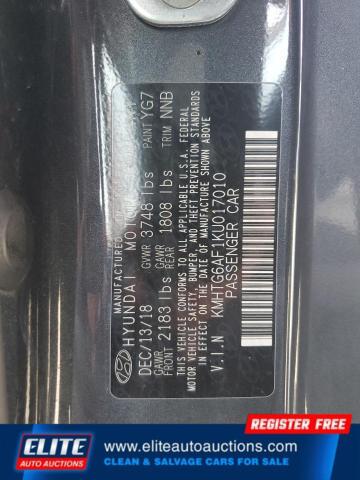 MANUFACTURED
HYUNDAI MOTOR
DEC/13/18 GVWR 3748 lbs PAINT YG7
GAWR FRONT 2183 lbs GAWR REAR 1808 lbs TRIM NNB
THIS VEHICLE CONFORMS TO ALL APPLICABLE U.S.A. FEDERAL
MOTOR VEHICLE SAFETY, BUMPER, AND THEFT PREVENTION STANDARDS
IN EFFECT ON THE DATE OF MANUFACTURE SHOWN ABOVE.
V.I.N KMHTG6AF1KU017010
PASSENGER CAR
REGISTER FREE
ELITE
AUTO AUCTIONS
www.eliteautoauctions.com
CLEAN & SALVAGE CARS FOR SALE